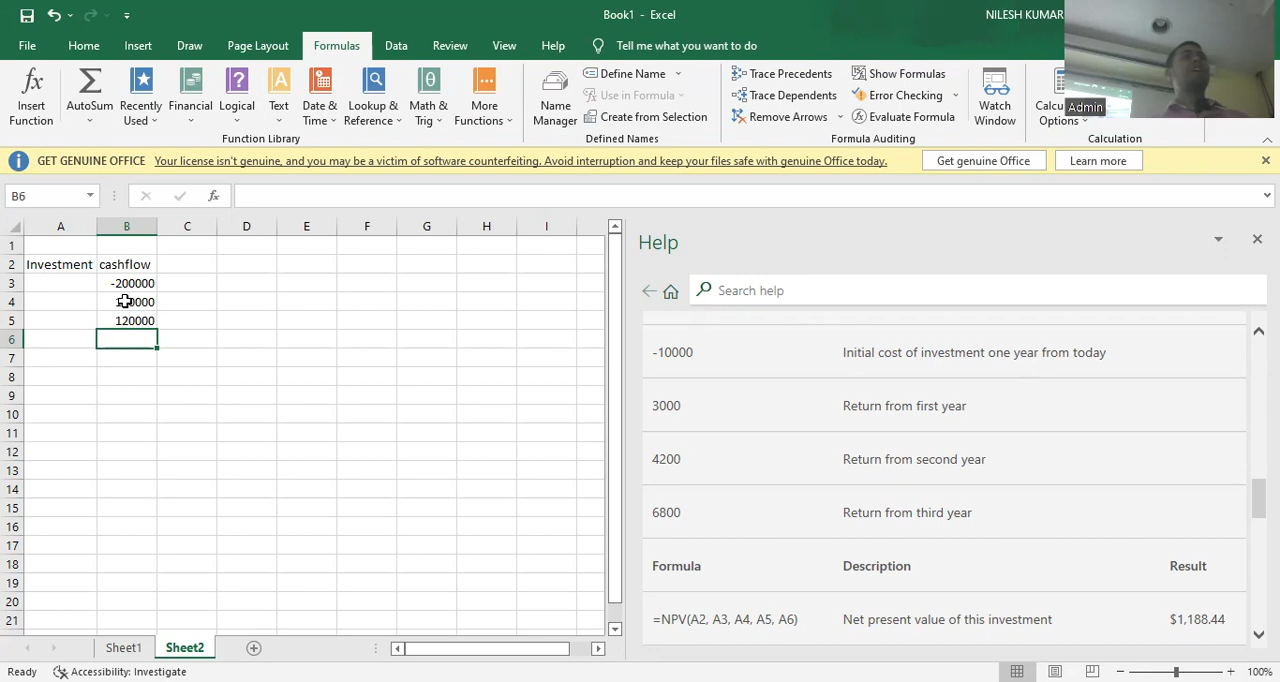 Book1 - Excel
NILESH KUMAR
File Home Insert Draw Page Layout Formulas Data Review View Help Tell me what you want to do
Admin
Insert Function
AutoSum
Recently Used
Financial
Logical
Text
Date & Time
Lookup & Reference
Math & Trig
More Functions
Function Library
Name Manager
Define Name
Use in Formula
Create from Selection
Defined Names
Trace Precedents
Trace Dependents
Remove Arrows
Show Formulas
Error Checking
Evaluate Formula
Formula Auditing
Watch Window
Options
Calculation
GET GENUINE OFFICE Your license isn't genuine, and you may be a victim of software counterfeiting. Avoid interruption and keep your files safe with genuine Office today. Get genuine Office Learn more
B6 fx
A B C D E F G H I
1
2 Investment cashflow
3 -200000
4
5 120000
6
7
8
9
10
11
12
13
14
15
16
17
18
19
20
21
Help
Search help
-10000 Initial cost of investment one year from today
3000 Return from first year
4200 Return from second year
6800 Return from third year
Formula Description Result
=NPV(A2, A3, A4, A5, A6) Net present value of this investment $1,188.44
Sheet1 Sheet2
Ready Accessibility: Investigate 100%